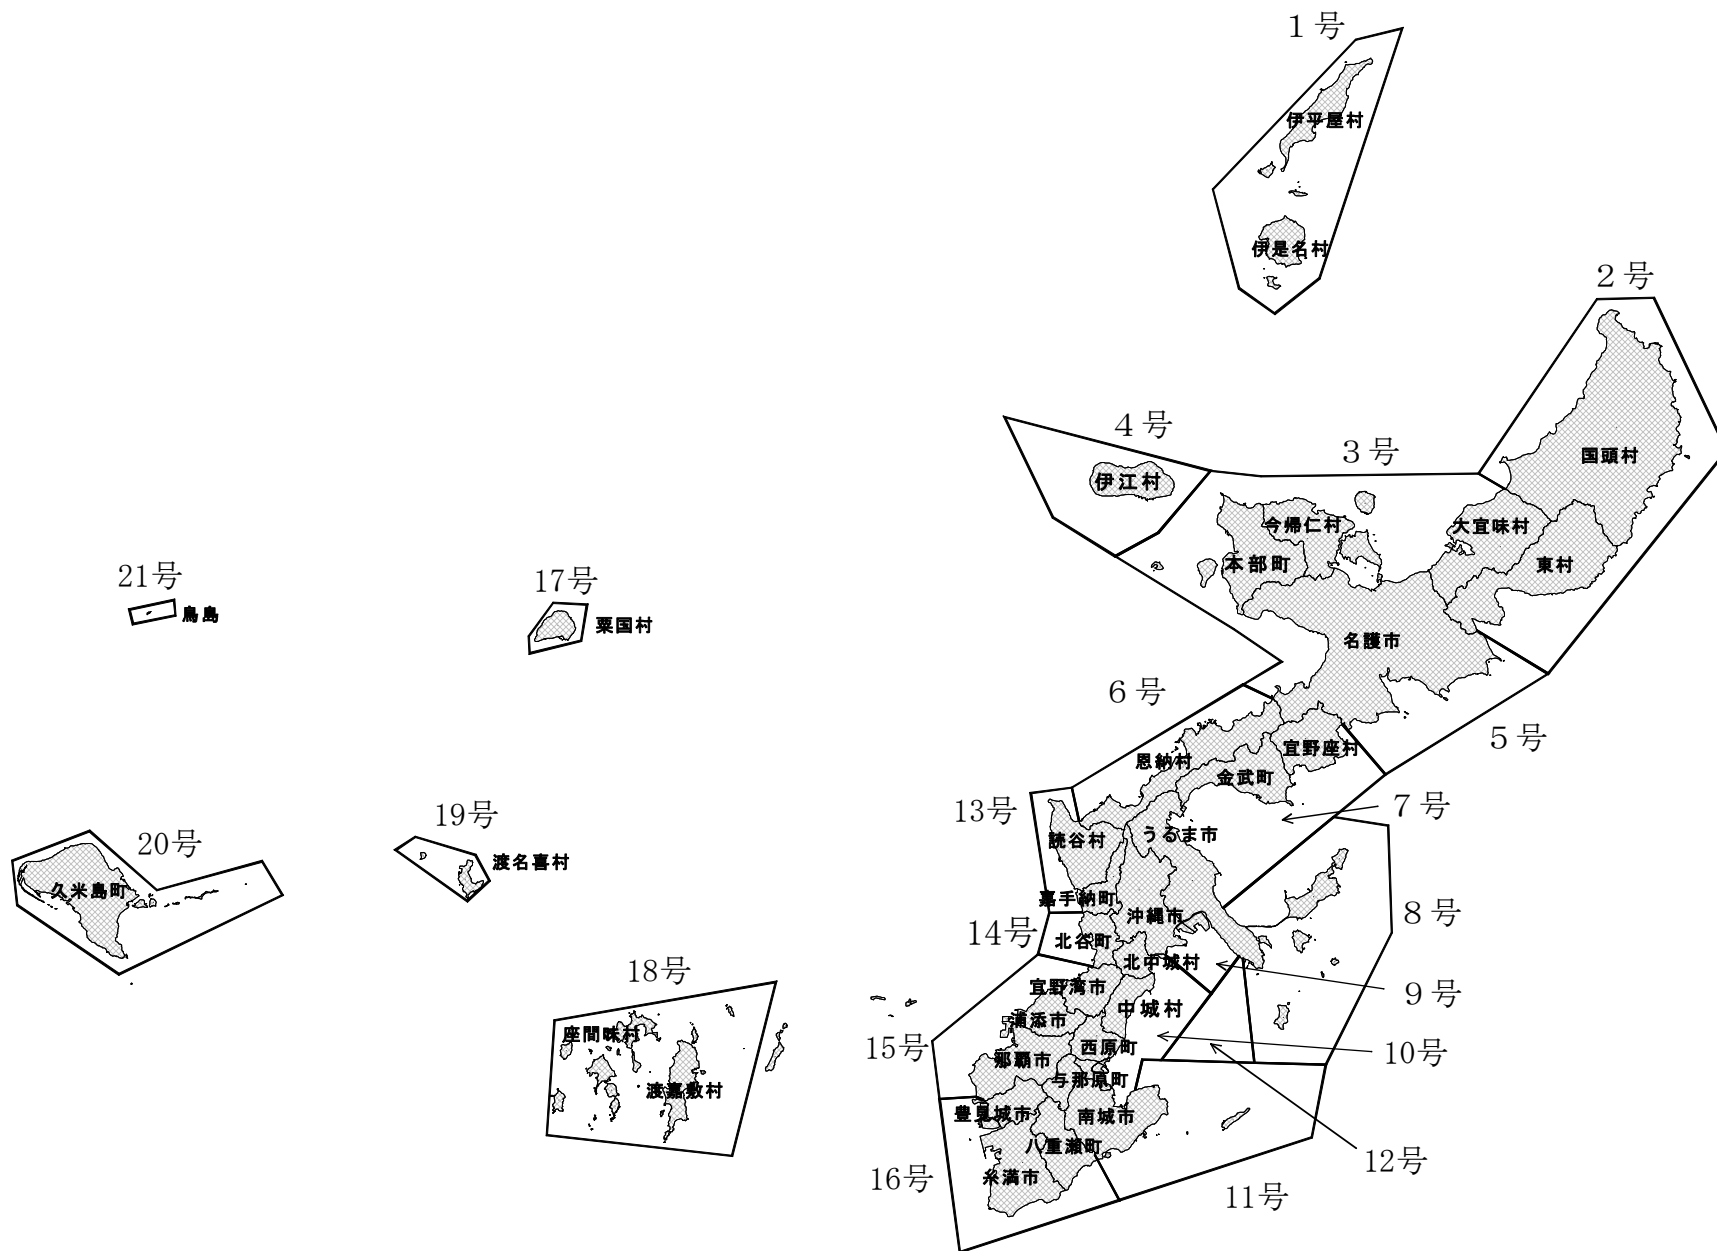 1号
伊平屋村
伊是名村
2号
4号
3号
国頭村
伊江村
今帰仁村
大宜味村
本部町
東村
21号
17号
鳥島
粟国村
名護市
6号
5号
宜野座村
恩納村
金武町
13号
7号
19号
20号
うるま市
読谷村
渡名喜村
久米島町
嘉手納町
沖縄市
8号
14号
北谷町
北中城村
18号
宜野湾市
9号
中城村
浦添市
座間味村
西原町
15号
那覇市
10号
与那原町
渡嘉敷村
豊見城市
南城市
八重瀬町
12号
16号
糸満市
11号